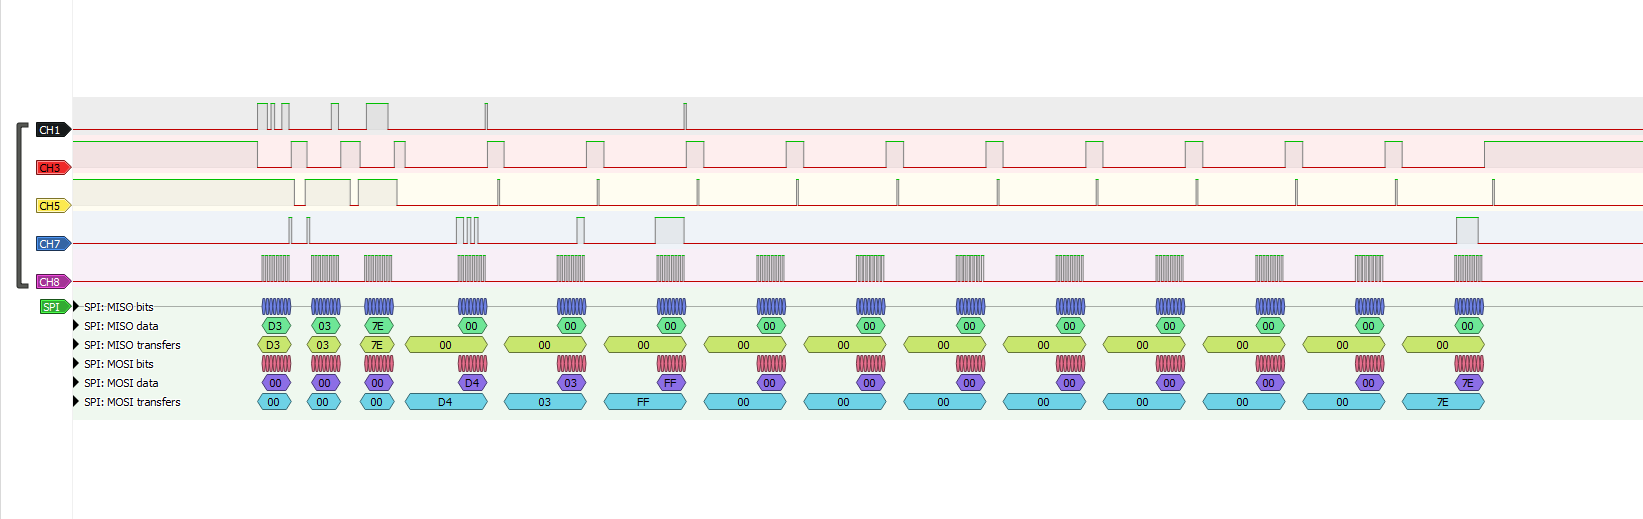 CH1
CH3
CH5
CH7
CH8
SPI SPI: MISO bits
SPI: MISO data D3 03 7E 00 00 00 00 00 00 00 00 00 00 00
SPI: MISO transfers D3 03 7E 00 00 00 00 00 00 00 00 00 00 00
SPI: MOSI bits
SPI: MOSI data 00 00 00 D4 03 FF 00 00 00 00 00 00 00 7E
SPI: MOSI transfers 00 00 00 D4 03 FF 00 00 00 00 00 00 00 7E